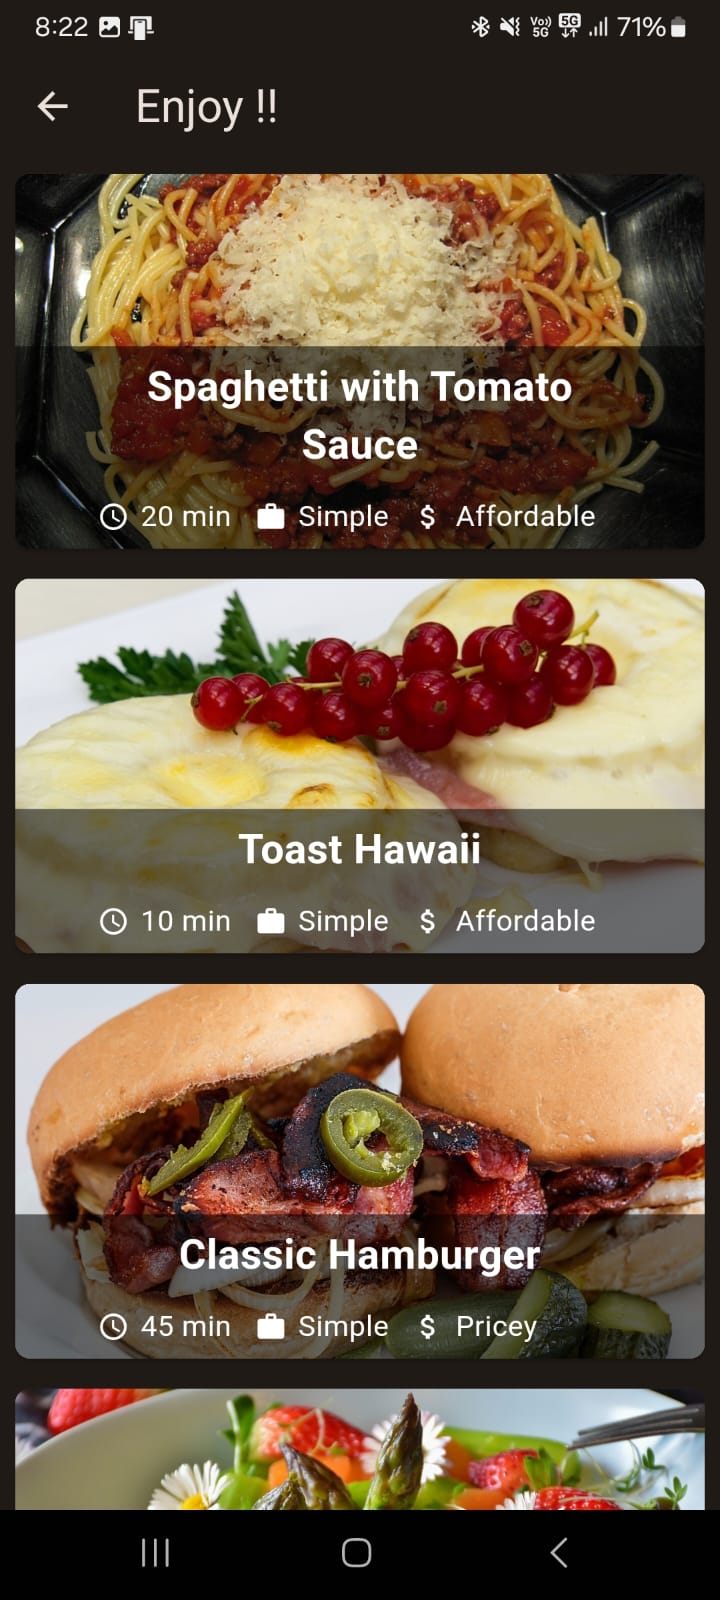 8:22 Vo)) 5G 5G 71%
Enjoy !!
Spaghetti with Tomato
Sauce
20 min Simple $ Affordable
Toast Hawaii
10 min Simple $ Affordable
Classic Hamburger
45 min Simple $ Pricey